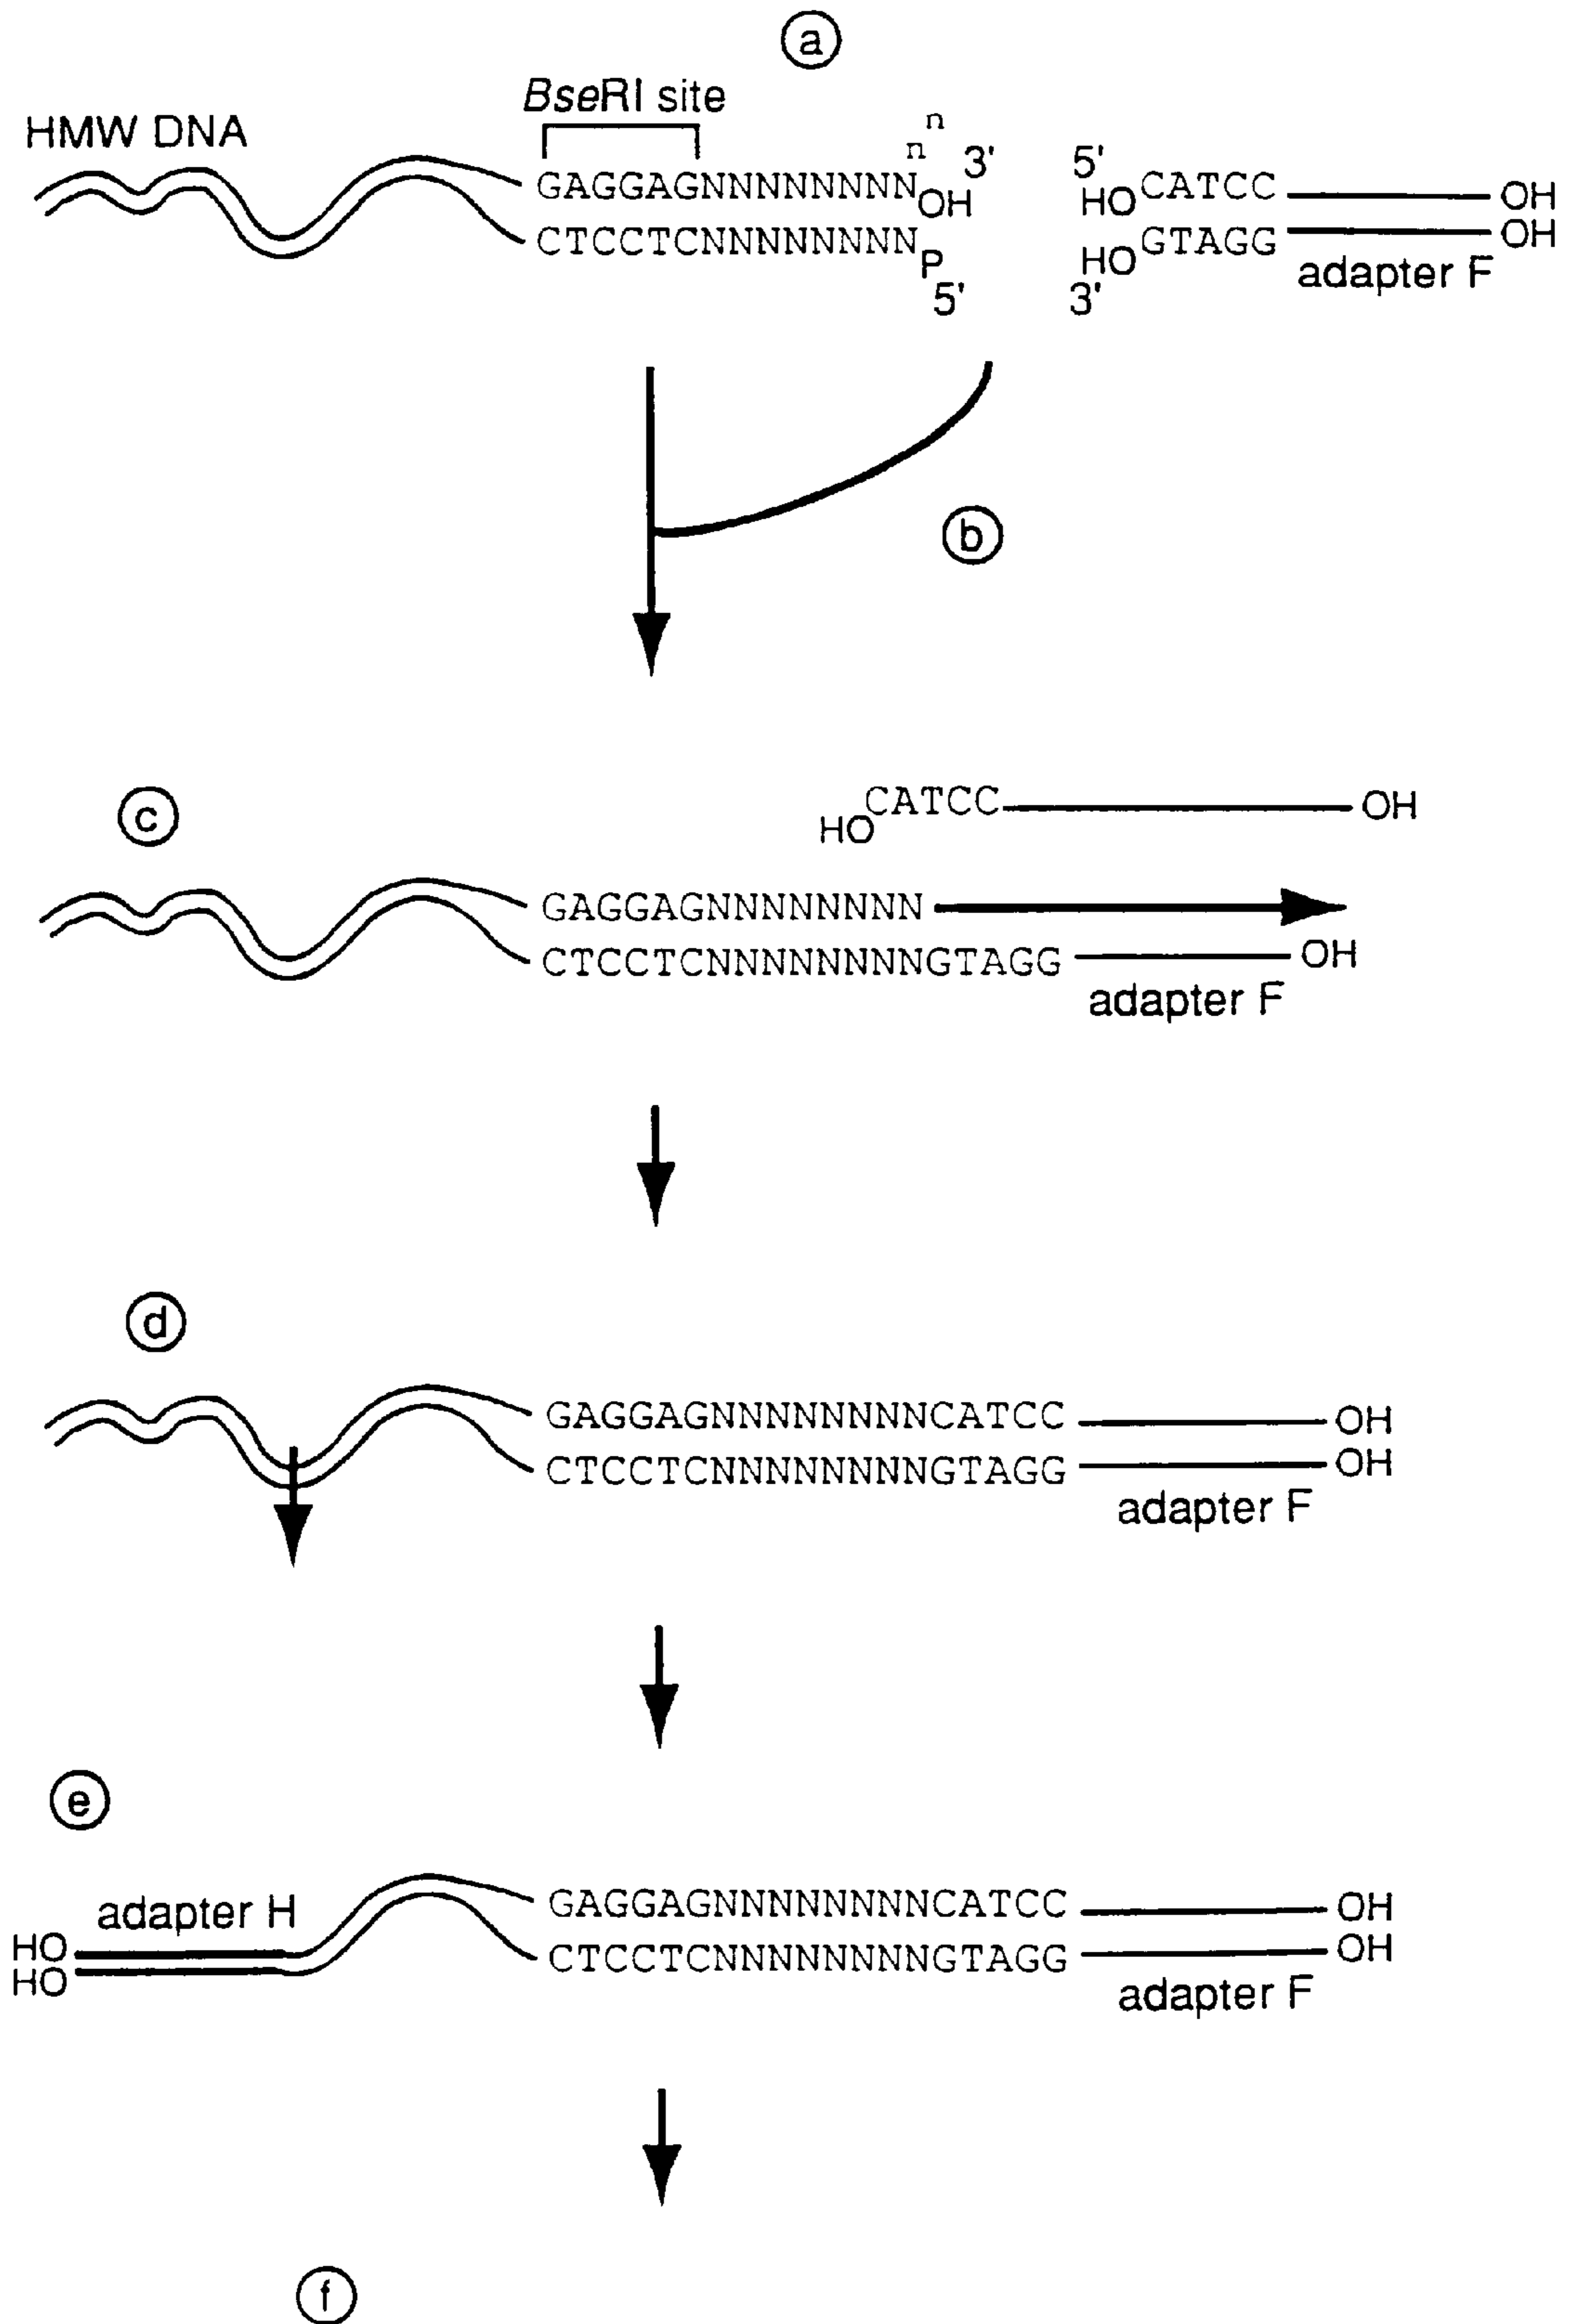 a
BseRI site
HMW DNA
n
n
3'
5'
GAGGAGNNNNNNNN
OH
HO
CATCC
OH
CTCCTCNNNNNNNN
P
HO
GTAGG
OH
5'
3'
adapter F
b
c
HO
CATCC
OH
GAGGAGNNNNNNNN
CTCCTCNNNNNNNNGTAGG
OH
adapter F
d
GAGGAGNNNNNNNNCATCC
OH
CTCCTCNNNNNNNNGTAGG
OH
adapter F
e
adapter H
GAGGAGNNNNNNNNCATCC
OH
HO
HO
CTCCTCNNNNNNNNGTAGG
OH
adapter F
f